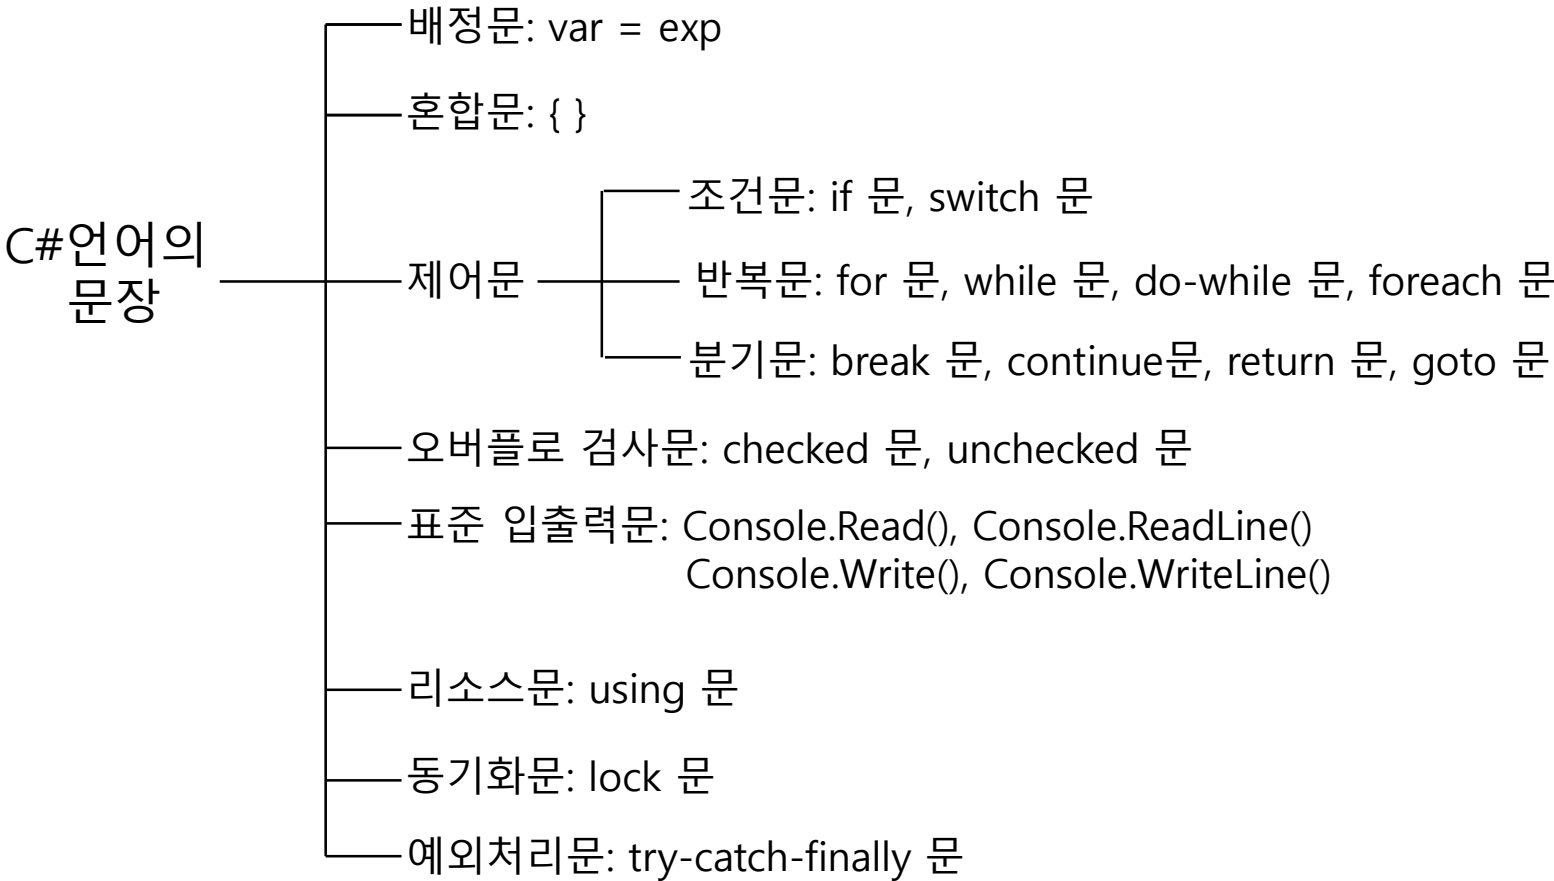 배정문: var = exp
혼합문: { }
조건문: if 문, switch 문
C#언어의
문장
제어문
반복문: for 문, while 문, do-while 문, foreach 문
분기문: break 문, continue문, return 문, goto 문
오버플로 검사문: checked 문, unchecked 문
표준 입출력문: Console.Read(), Console.ReadLine()
Console.Write(), Console.WriteLine()
리소스문: using 문
동기화문: lock 문
예외처리문: try-catch-finally 문